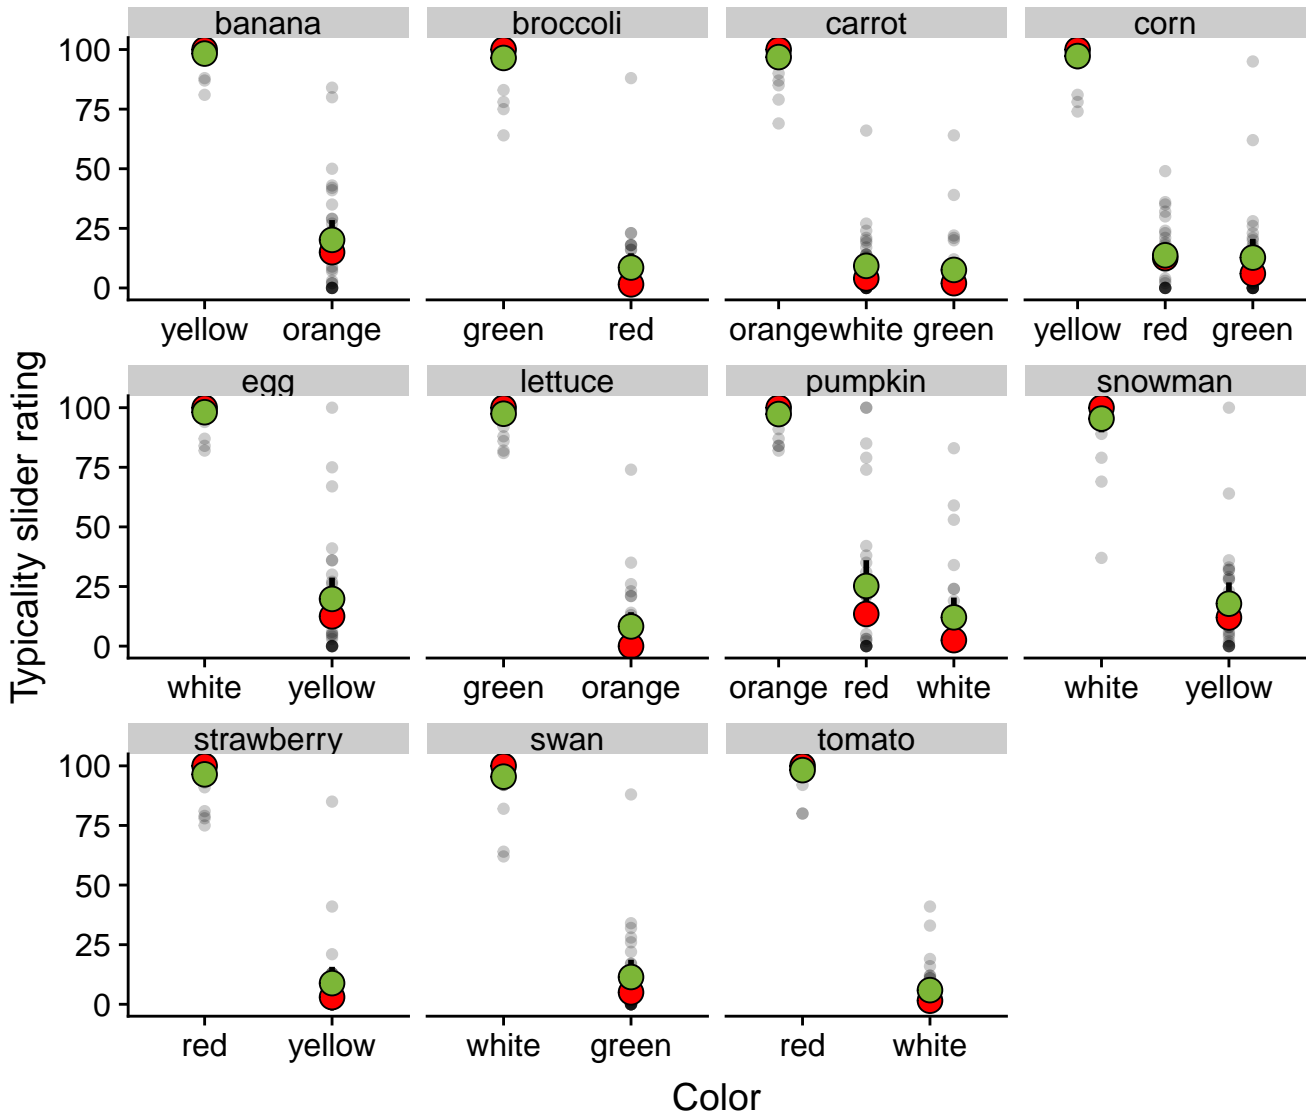 banana broccoli carrot corn
100
75
50
25
0
yellow orange green red orange white green yellow red green
egg lettuce pumpkin snowman
100
75
50
25
0
white yellow green orange orange red white white yellow
strawberry swan tomato
100
75
50
25
0
red yellow white green red white
Typicality slider rating
Color